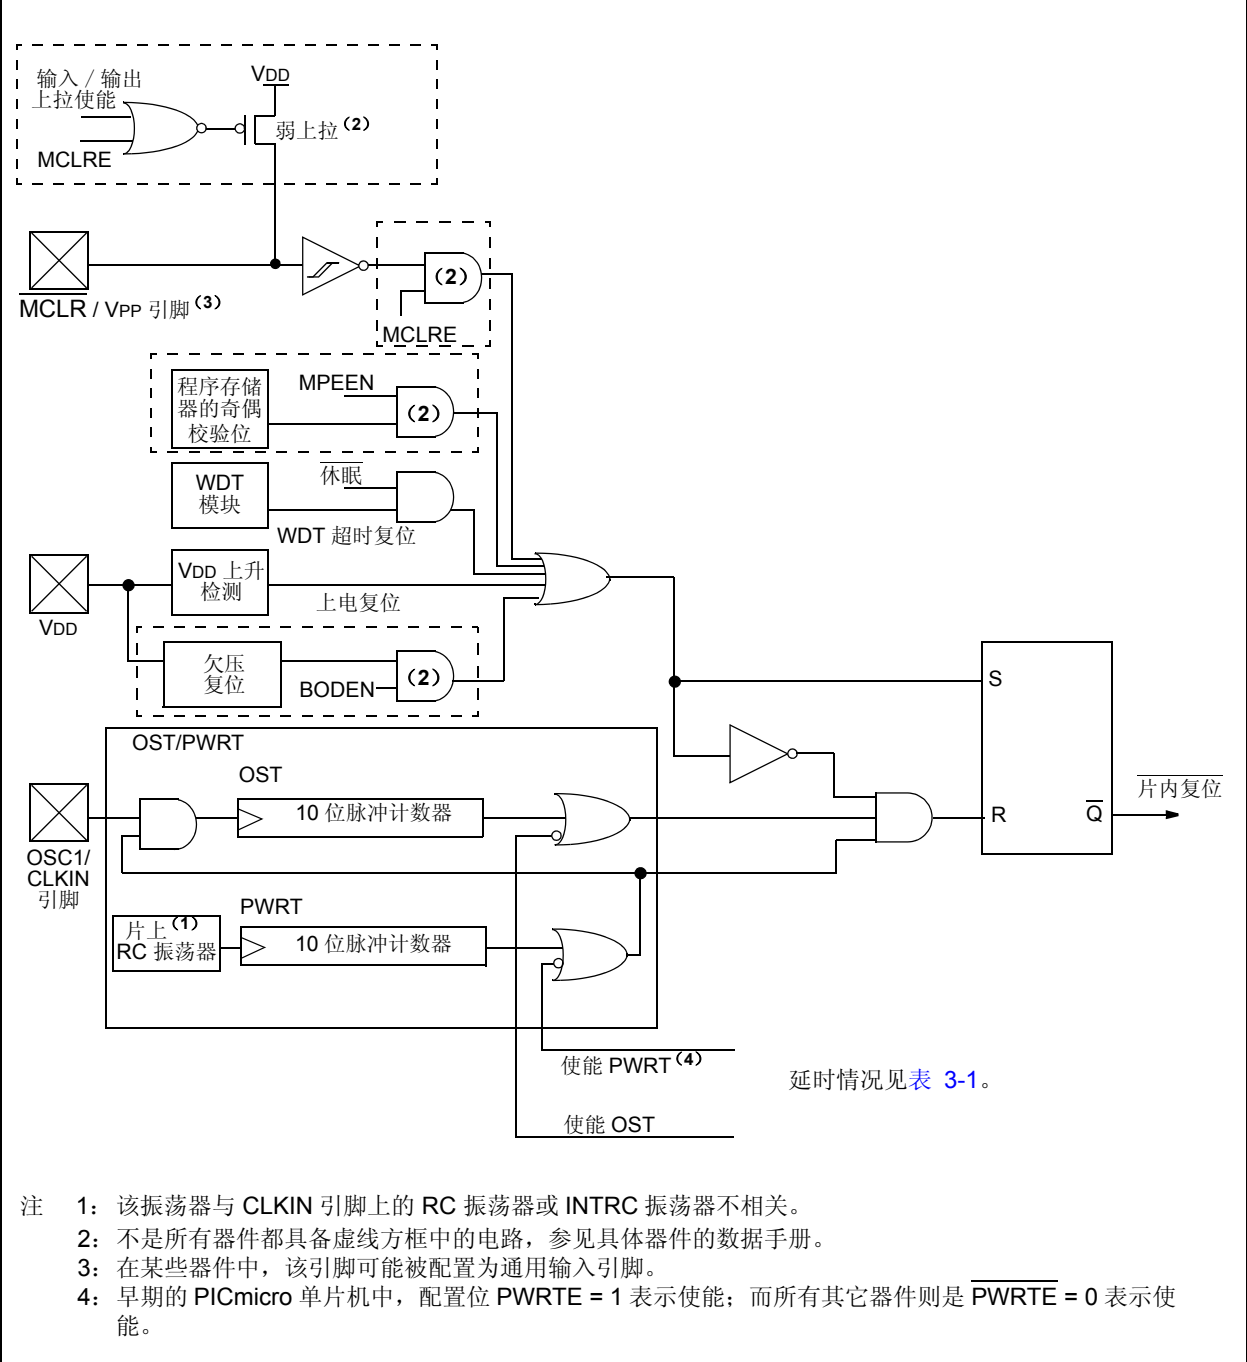 输入 / 输出
上拉使能
VDD
弱上拉(2)
MCLRE
MCLR / VPP 引脚(3)
(2)
MCLRE
程序存储
器的奇偶
校验位
MPEEN
(2)
WDT
模块
休眠
WDT 超时复位
VDD 上升
检测
上电复位
VDD
欠压
复位
BODEN
(2)
OST/PWRT
OST
10 位脉冲计数器
OSC1/
CLKIN
引脚
PWRT
片上(1)
RC 振荡器
10 位脉冲计数器
S
R
Q
片内复位
使能 PWRT(4)
使能 OST
延时情况见表 3-1。
注 1:该振荡器与 CLKIN 引脚上的 RC 振荡器或 INTRC 振荡器不相关。
2:不是所有器件都具备虚线方框中的电路,参见具体器件的数据手册。
3:在某些器件中,该引脚可能被配置为通用输入引脚。
4:早期的 PICmicro 单片机中,配置位 PWRTE = 1 表示使能;而所有其它器件则是 PWRTE = 0 表示使
能。